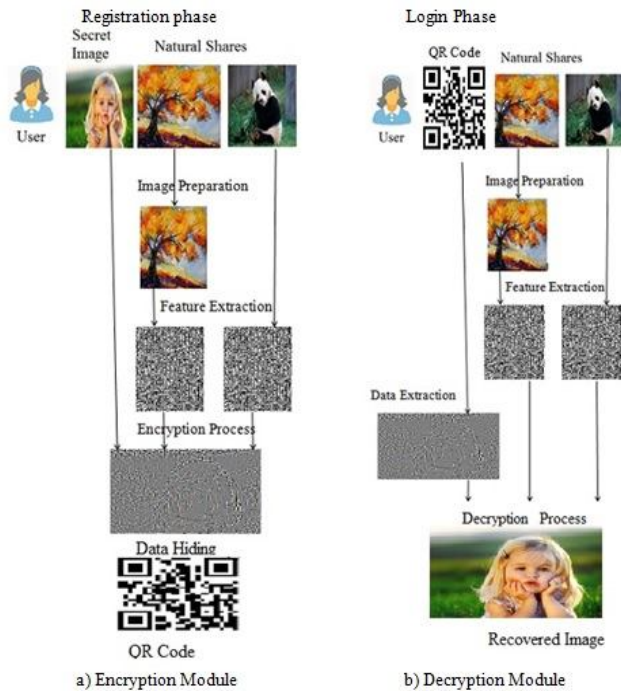 Registration phase
Secret
Image
Natural Shares
User
Image Preparation
Feature Extraction
Encryption Process
Data Hiding
QR Code
a) Encryption Module
Login Phase
QR Code
Natural Shares
User
Image Preparation
Feature Extraction
Data Extraction
Decryption Process
Recovered Image
b) Decryption Module